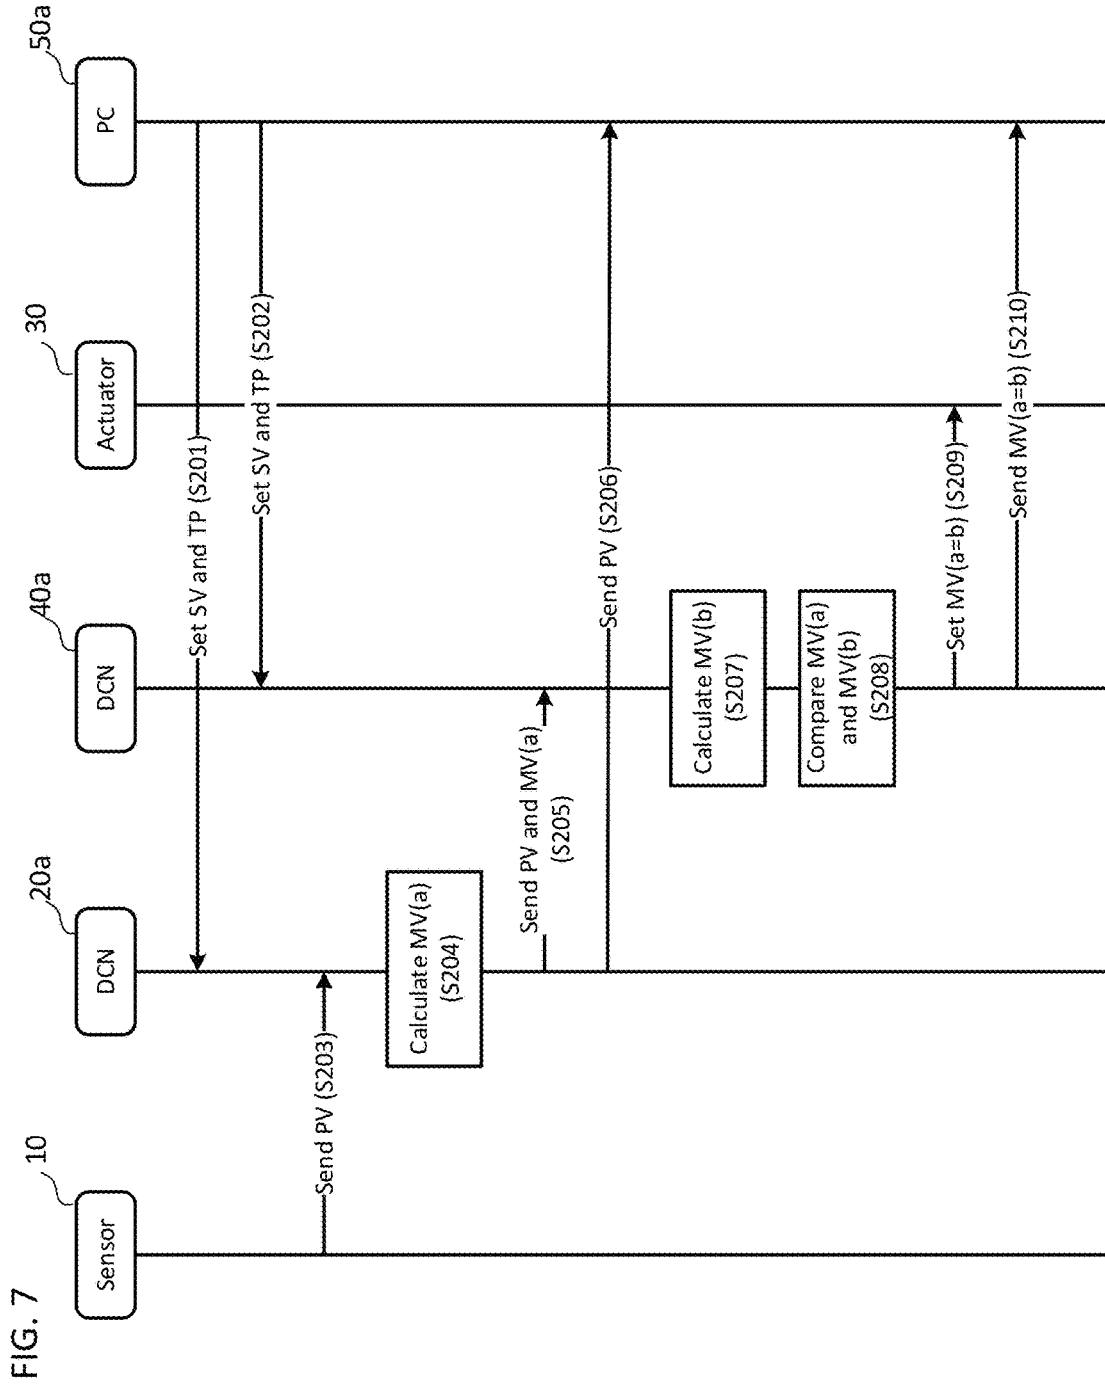 FIG. 7
10
20a
40a
30
50a
Sensor
DCN
DCN
Actuator
PC
Set SV and TP (S201)
Set SV and TP (S202)
Send PV (S203)
Calculate MV(a)
(S204)
Send PV and MV(a)
(S205)
Send PV (S206)
Calculate MV(b)
(S207)
Compare MV(a)
and MV(b)
(S208)
Set MV(a=b) (S209)
Send MV(a=b) (S210)